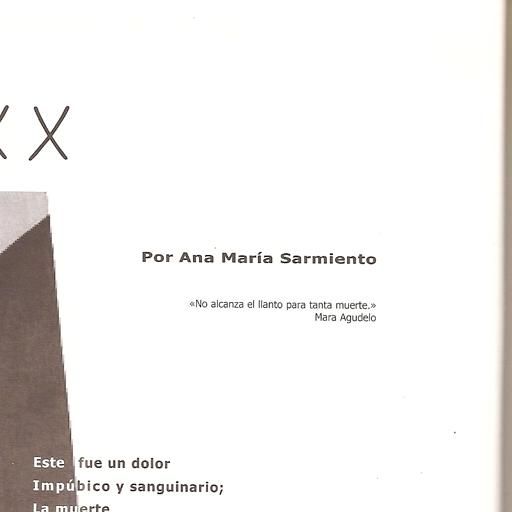 X X
Por Ana María Sarmiento
«No alcanza el llanto para tanta muerte.»
Mara Agudelo
Este fue un dolor
Impúbico y sanguinario;
La muerte